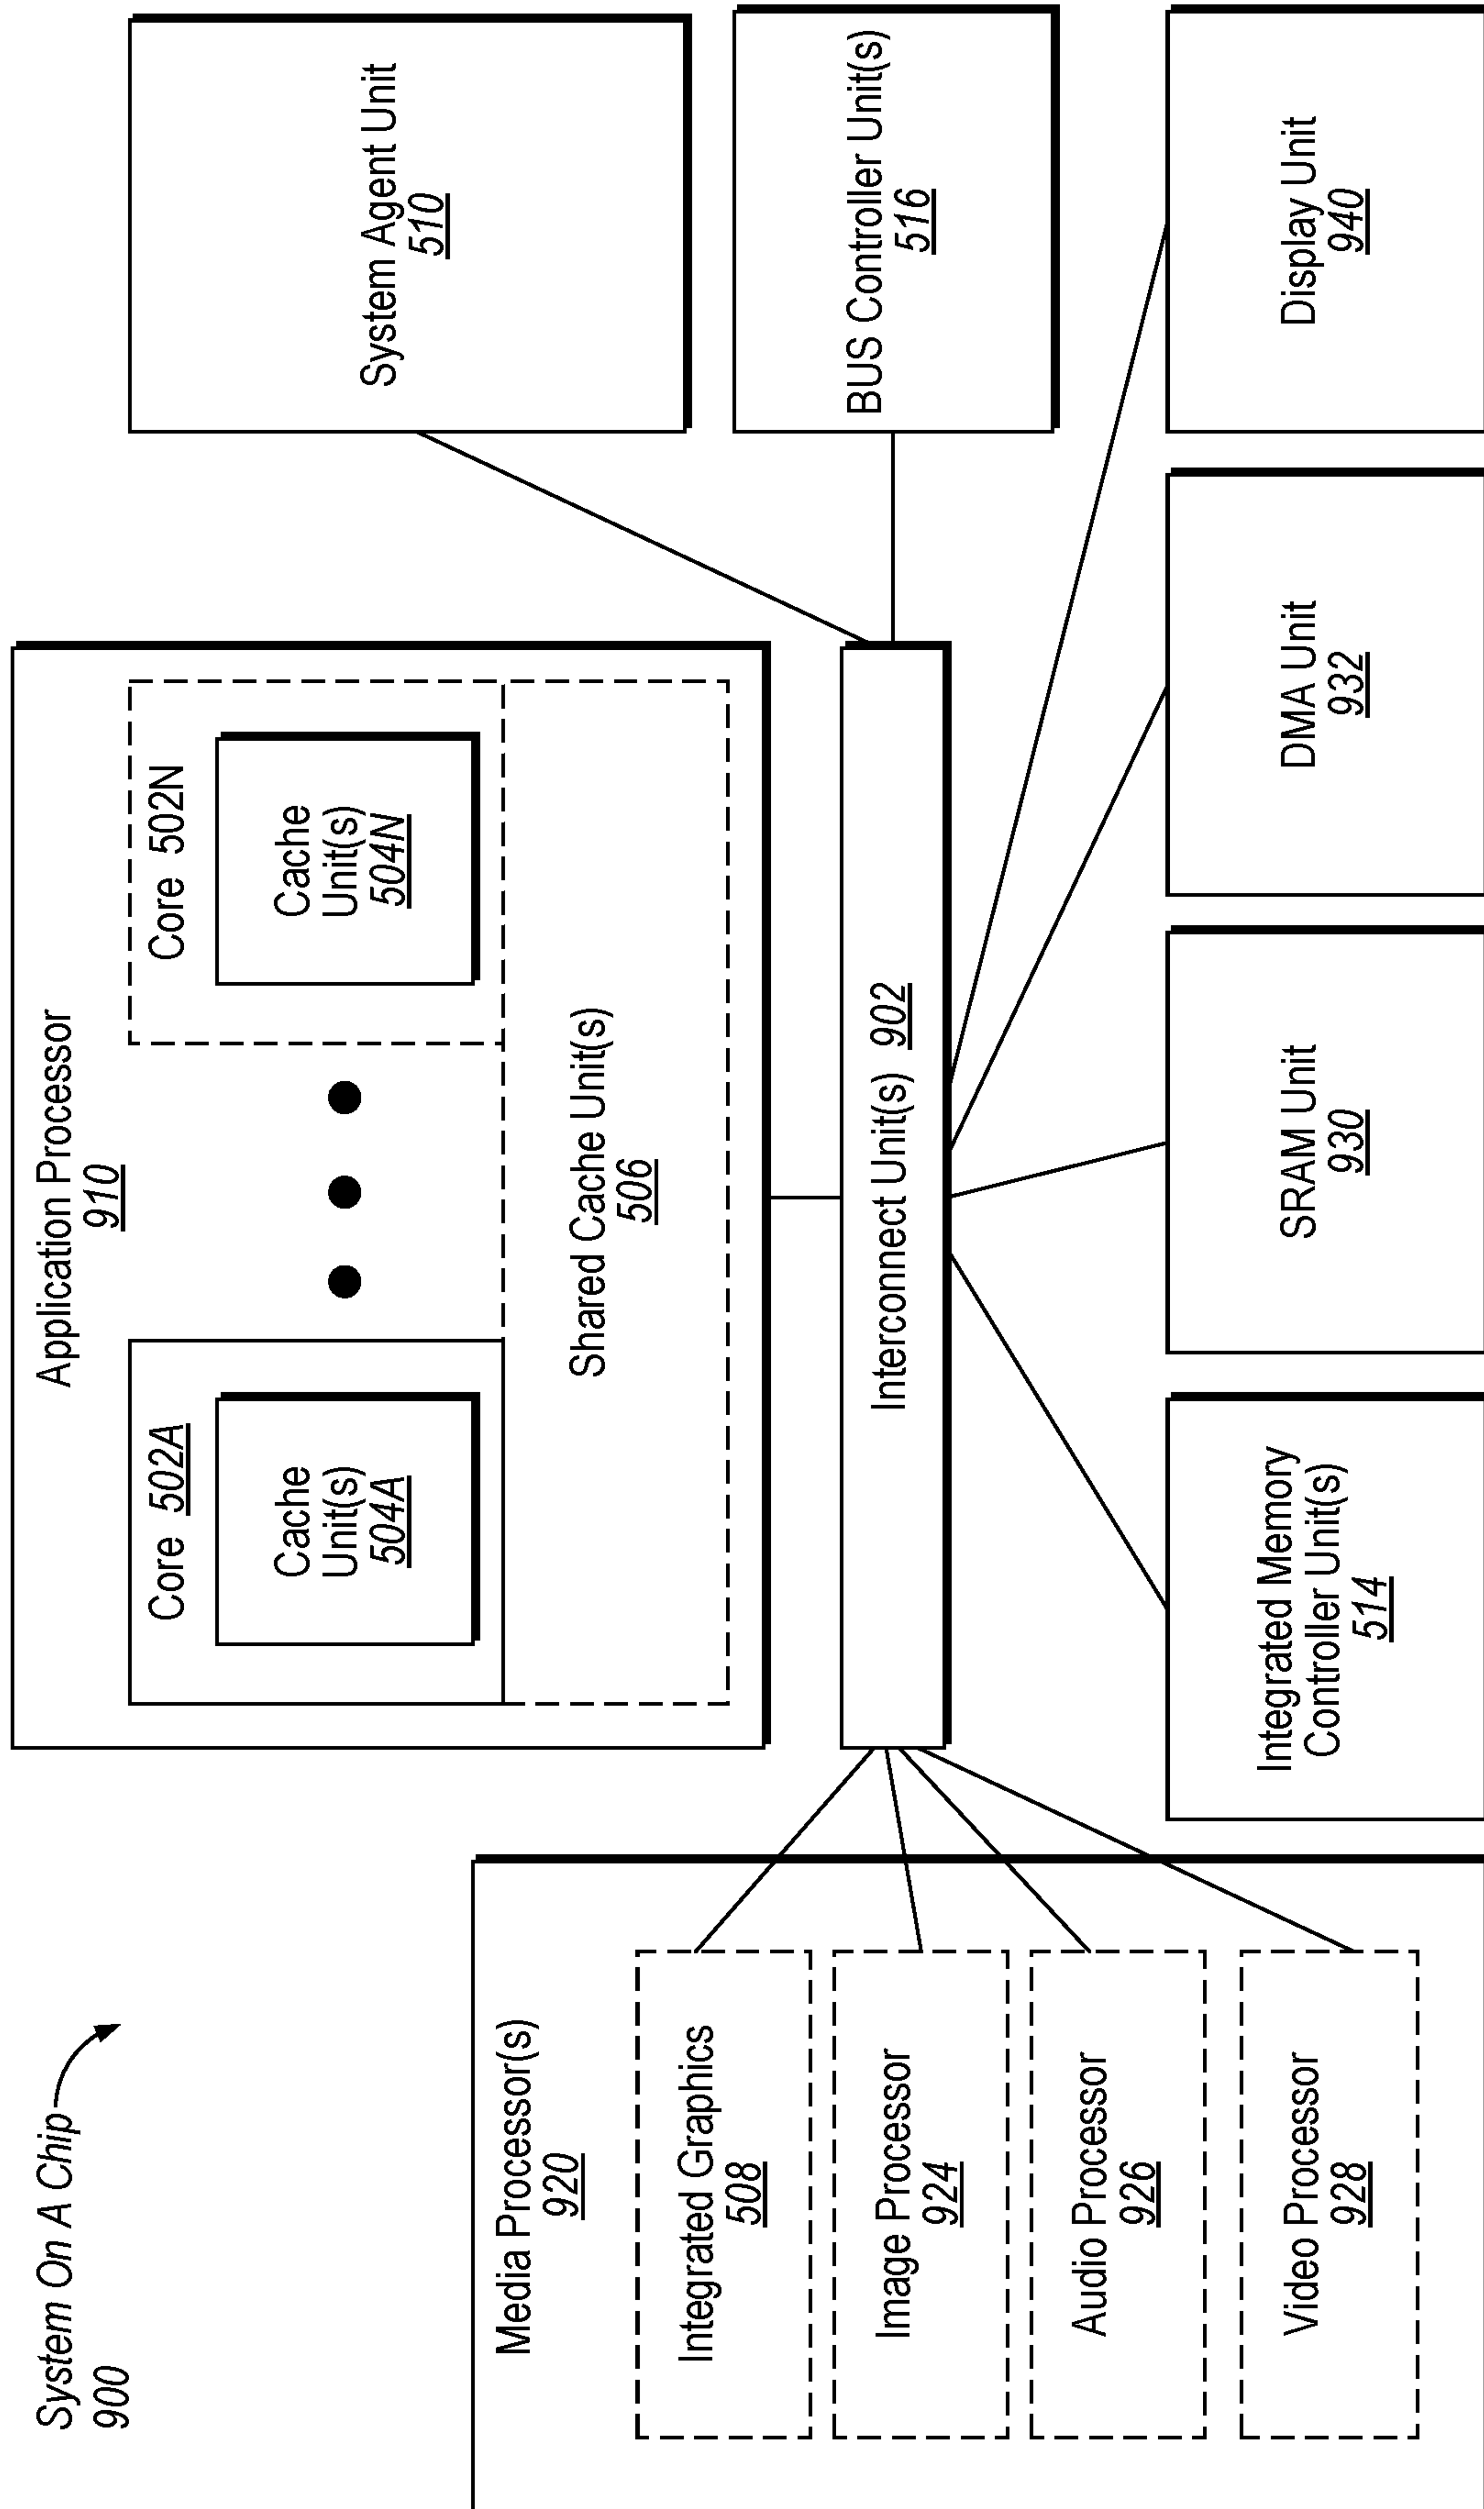 System On A Chip
900
Application Processor
910
Core 502A
Cache
Unit(s)
504A
Core 502N
Cache
Unit(s)
504N
Shared Cache Unit(s)
506
System Agent Unit
510
Media Processor(s)
920
Integrated Graphics
508
Image Processor
924
Audio Processor
926
Video Processor
928
Interconnect Unit(s) 902
BUS Controller Unit(s)
516
Integrated Memory
Controller Unit(s)
514
SRAM Unit
930
DMA Unit
932
Display Unit
940